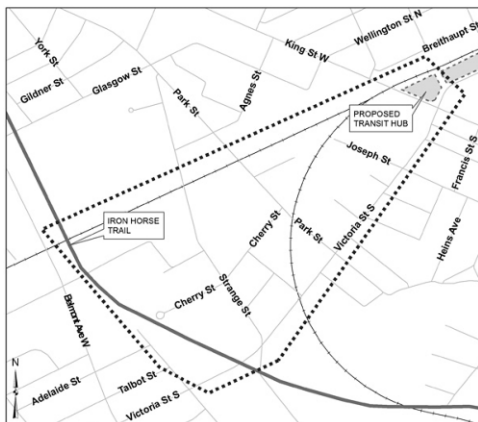 York St
Gildner St
Glasgow St
Park St
Agnes St
King St W
Wellington St N
Breithaupt St
PROPOSED
TRANSIT HUB
Joseph St
Francis St S
Heins Ave
Victoria St S
Park St
Cherry St
IRON HORSE
TRAIL
Strange St
Cherry St
Belmont Ave W
Talbot St
Adelaide St
Victoria St S
N